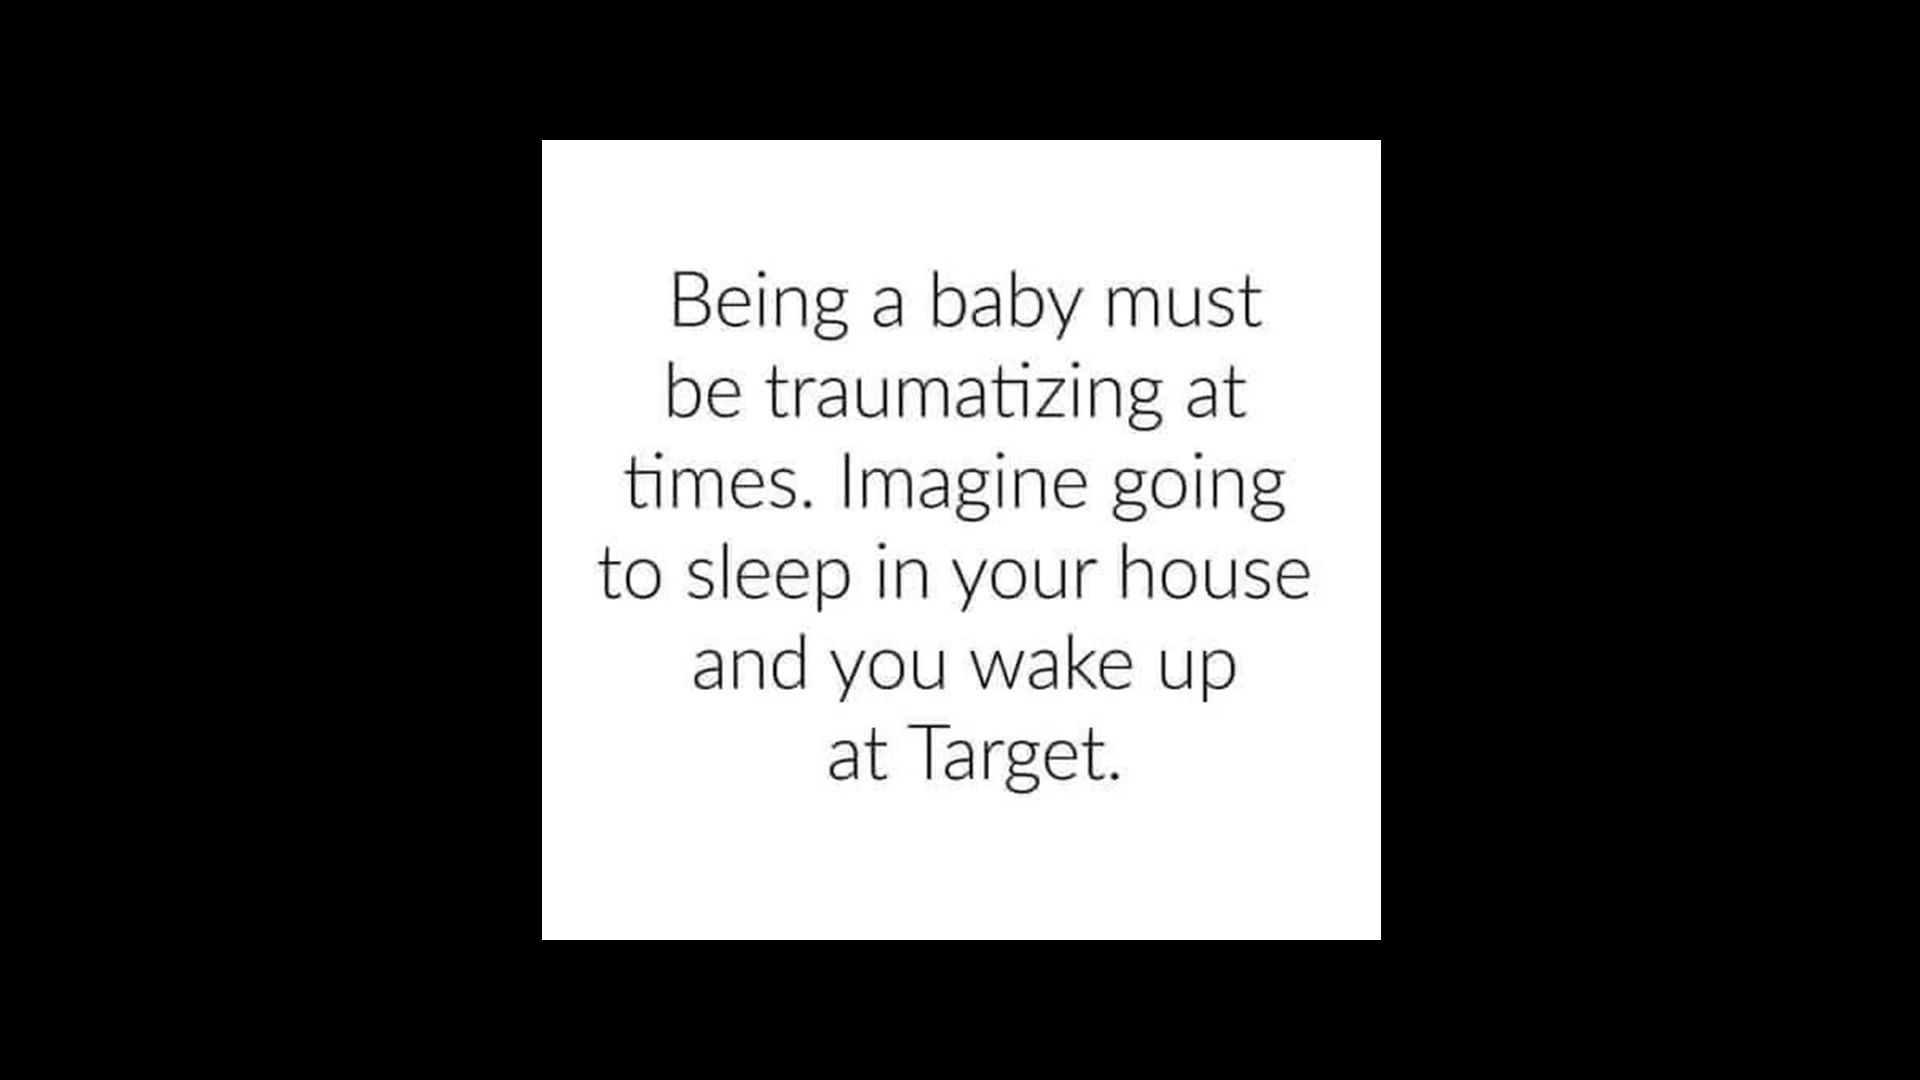 Being a baby must
be traumatizing at
times. Imagine going
to sleep in your house
and you wake up
at Target.